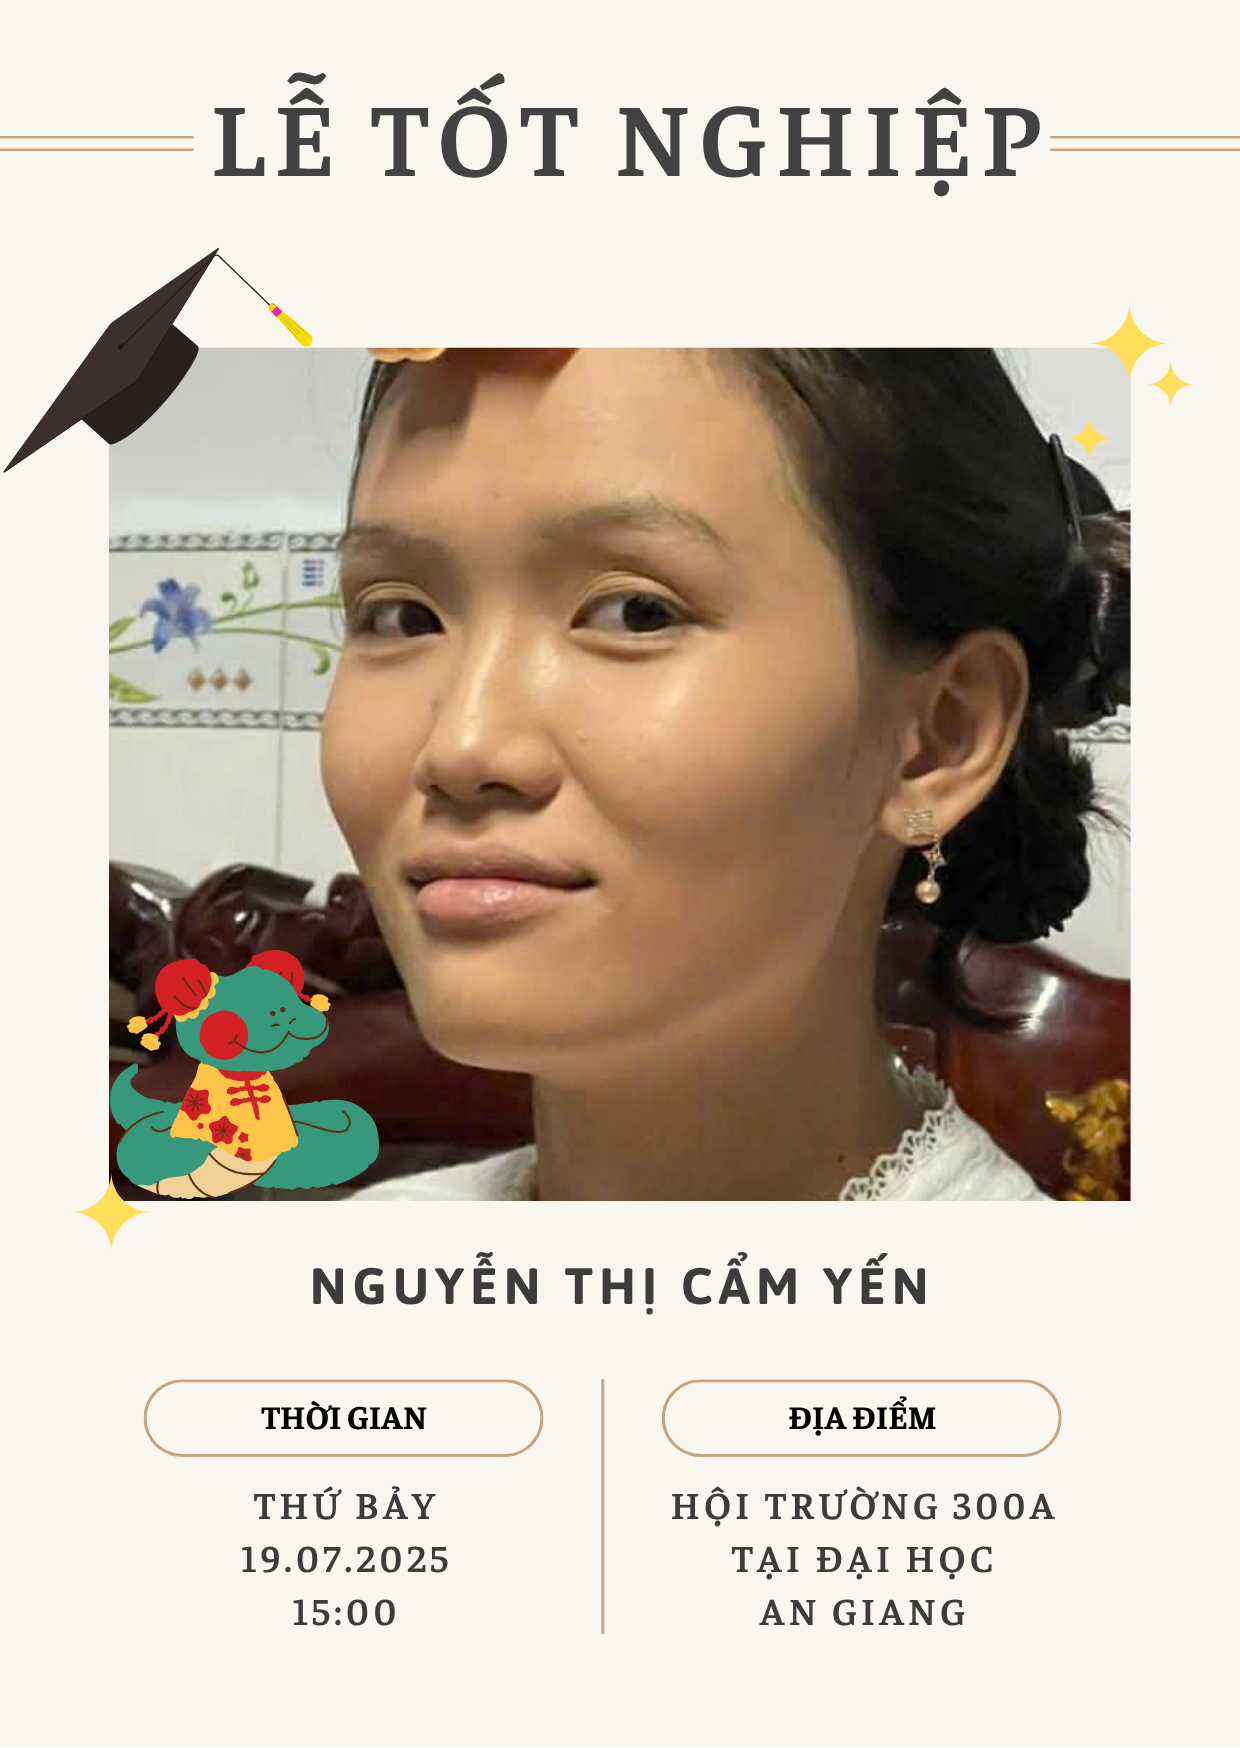 LỄ TỐT NGHIỆP
NGUYỄN THỊ CẨM YẾN
THỜI GIAN
THỨ BẢY
19.07.2025
15:00
ĐỊA ĐIỂM
HỘI TRƯỜNG 300A
TẠI ĐẠI HỌC
AN GIANG